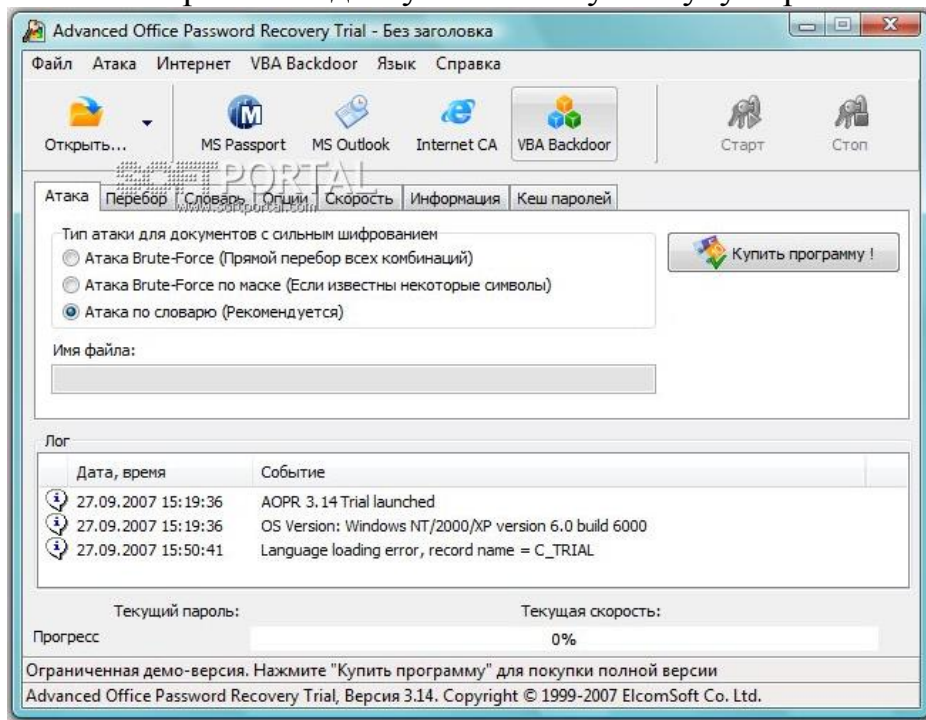 Advanced Office Password Recovery Trial - Без заголовка
Файл Атака Интернет VBA Backdoor Язык Справка
Открыть... MS Passport MS Outlook Internet CA VBA Backdoor Старт Стоп
SOFTPORTAL
www.softportal.com
Атака Перебор Словарь Опции Скорость Информация Кеш паролей
Тип атаки для документов с сильным шифрованием
Атака Brute-Force (Прямой перебор всех комбинаций)
Купить программу !
Атака Brute-Force по маске (Если известны некоторые символы)
Атака по словарю (Рекомендуется)
Имя файла:
Лог
Дата, время Событие
27.09.2007 15:19:36 AOPR 3.14 Trial launched
27.09.2007 15:19:36 OS Version: Windows NT/2000/XP version 6.0 build 6000
27.09.2007 15:50:41 Language loading error, record name = C_TRIAL
Текущий пароль: Текущая скорость:
Прогресс 0%
Ограниченная демо-версия. Нажмите "Купить программу" для покупки полной версии
Advanced Office Password Recovery Trial, Версия 3.14. Copyright © 1999-2007 ElcomSoft Co. Ltd.